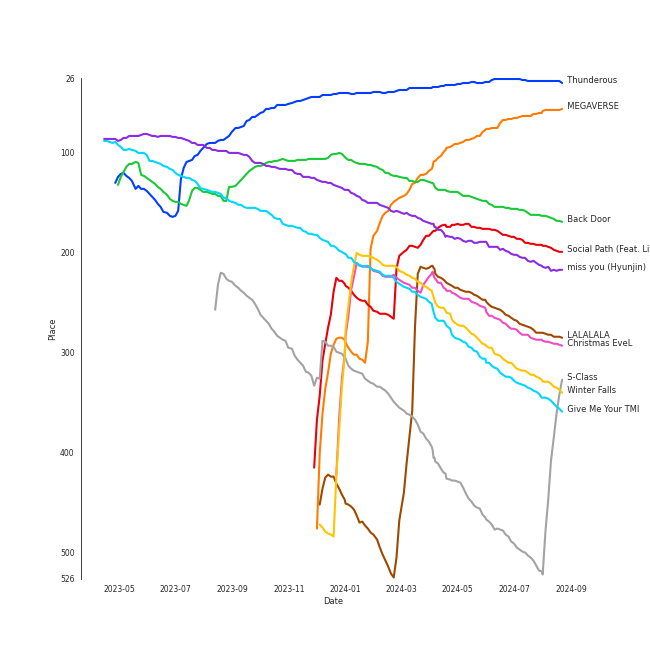 26
100
200
300
400
500
526
Place
2023-05
2023-07
2023-09
2023-11
2024-01
2024-03
2024-05
2024-07
2024-09
Date
Thunderous
MEGAVERSE
Back Door
Social Path (Feat. Li
miss you (Hyunjin)
LALALALA
Christmas EveL
S-Class
Winter Falls
Give Me Your TMI